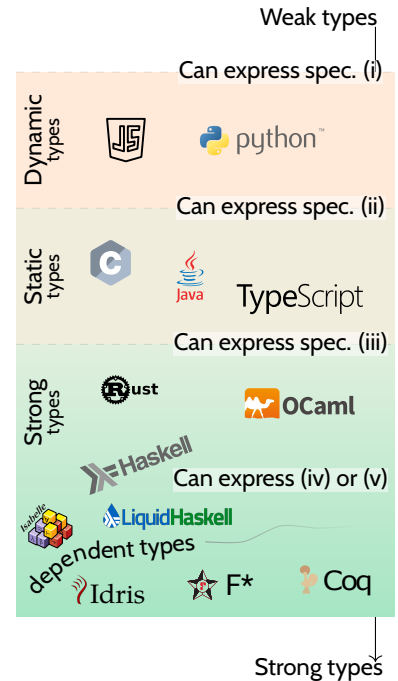 Weak types
Can express spec. (i)
Dynamic
types
JS
python™
Can express spec. (ii)
Static
types
C
Java
TypeScript
Can express spec. (iii)
Strong
types
Rust
OCaml
Haskell
Can express (iv) or (v)
Isabelle
LiquidHaskell
dependent types
Idris
F*
Coq
Strong types